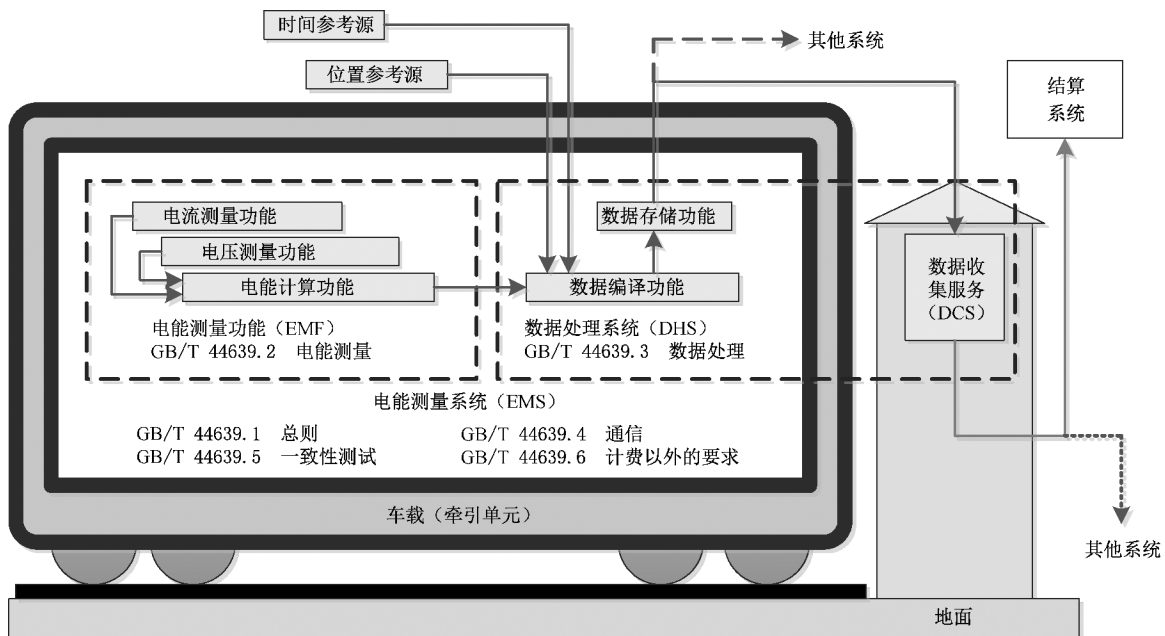 时间参考源
其他系统
位置参考源
结算
系统
电流测量功能
数据存储功能
电压测量功能
电能计算功能
数据编译功能
数据收
集服务
(DCS)
电能测量功能(EMF)
GB/T 44639.2 电能测量
数据处理系统(DHS)
GB/T 44639.3 数据处理
电能测量系统(EMS)
GB/T 44639.1 总则
GB/T 44639.4 通信
GB/T 44639.5 一致性测试
GB/T 44639.6 计费以外的要求
车载(牵引单元)
其他系统
地面